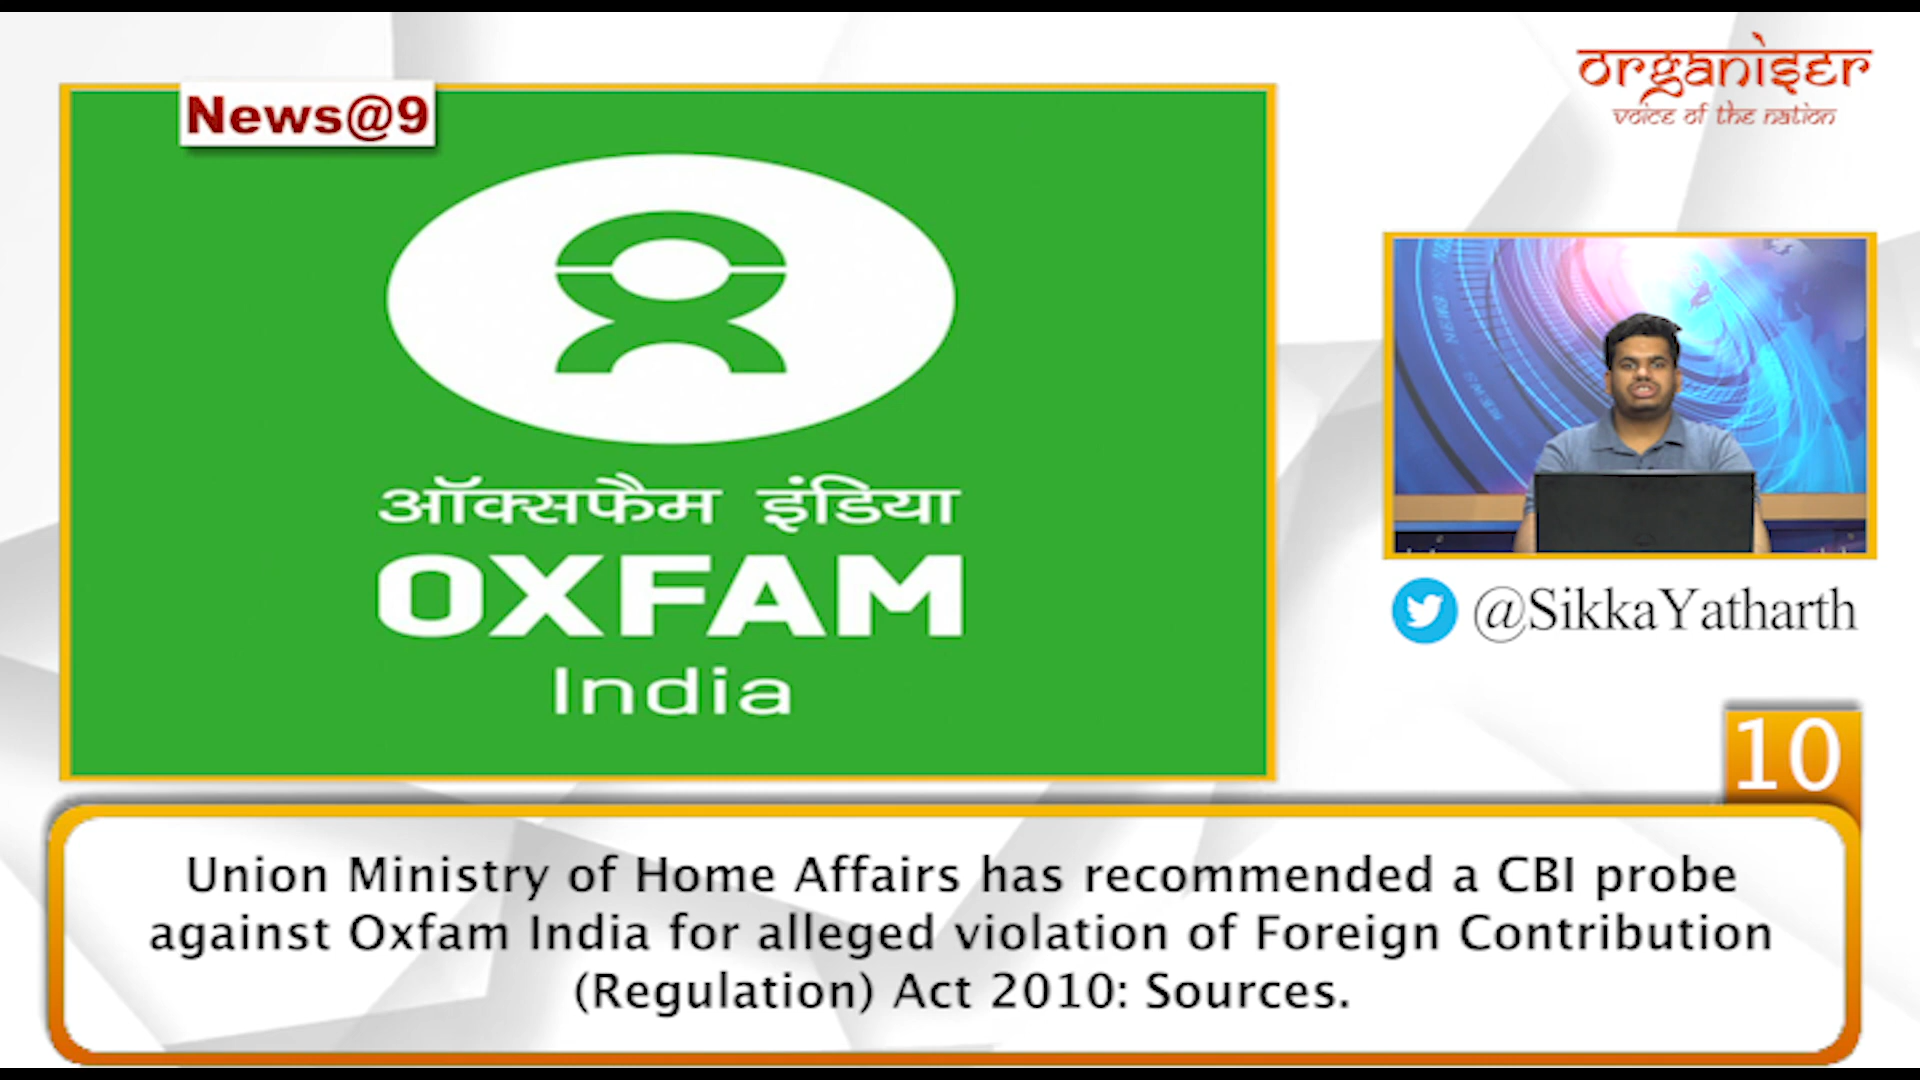 News@9
organiser
voice of the nation
ऑक्सफैम इंडिया
OXFAM
India
@SikkaYatharth
10
Union Ministry of Home Affairs has recommended a CBI probe
against Oxfam India for alleged violation of Foreign Contribution
(Regulation) Act 2010: Sources.